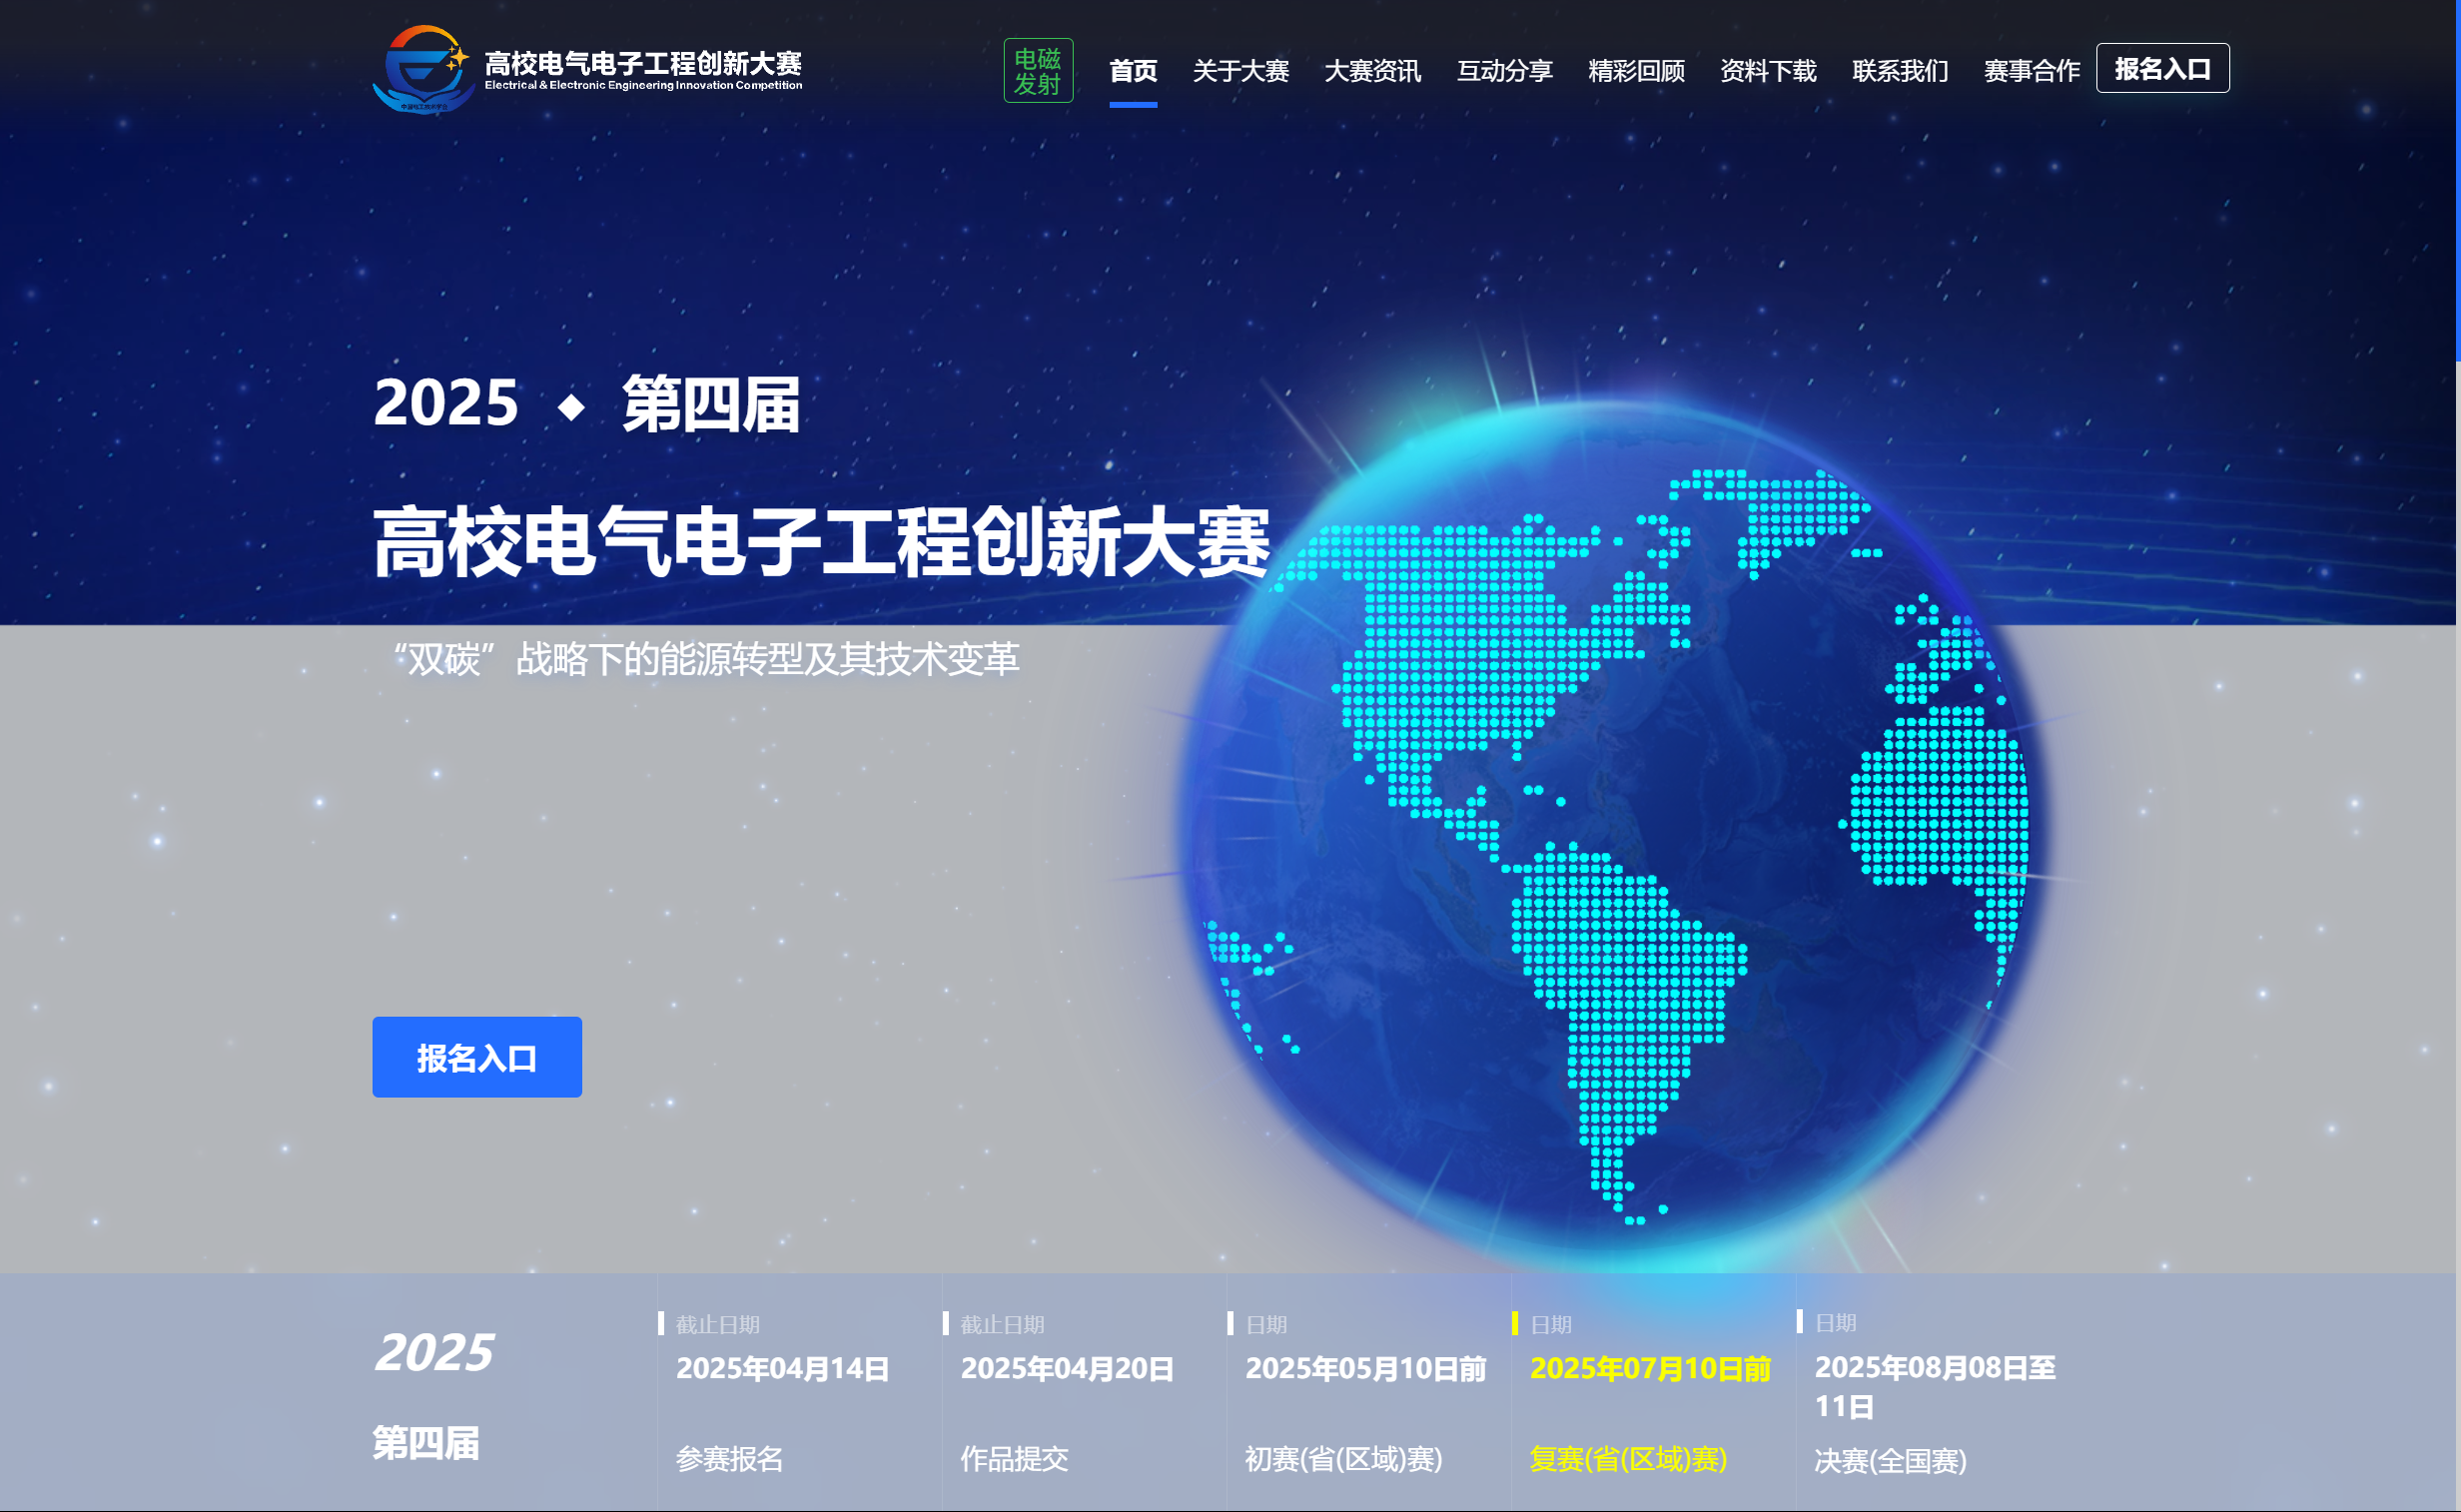 高校电气电子工程创新大赛
Electrical & Electronic Engineering Innovation Competition
中国电工技术学会
电磁
发射
首页 关于大赛 大赛资讯 互动分享 精彩回顾 资料下载 联系我们 赛事合作 报名入口
2025 ◆ 第四届
高校电气电子工程创新大赛
“双碳”战略下的能源转型及其技术变革
报名入口
2025
第四届
截止日期
2025年04月14日
参赛报名
截止日期
2025年04月20日
作品提交
日期
2025年05月10日前
初赛(省(区域)赛)
日期
2025年07月10日前
复赛(省(区域)赛)
日期
2025年08月08日至
11日
决赛(全国赛)